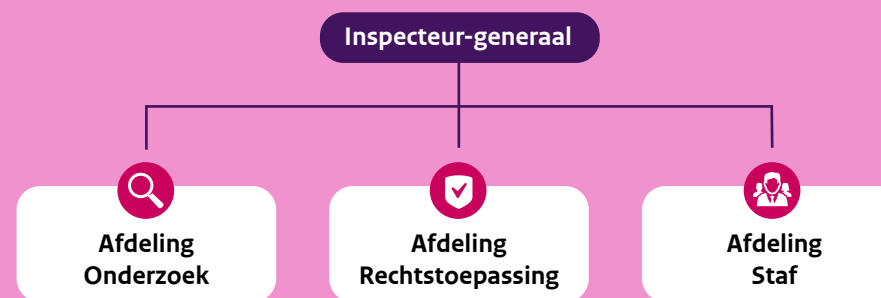 Inspecteur-generaal
Afdeling
Onderzoek
Afdeling
Rechtstoepassing
Afdeling
Staf